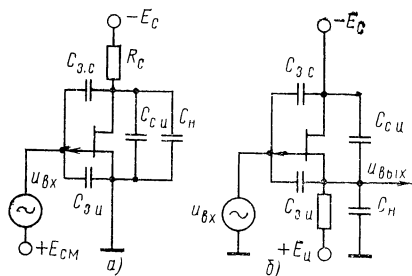 −Eс
Rс
Cз.с
Cс и
Cн
uвх
Cз и
+Eсм
а)
−Eс
Cз.с
Cс и
uвых
uвх
Cз и
Cн
+Eи
б)